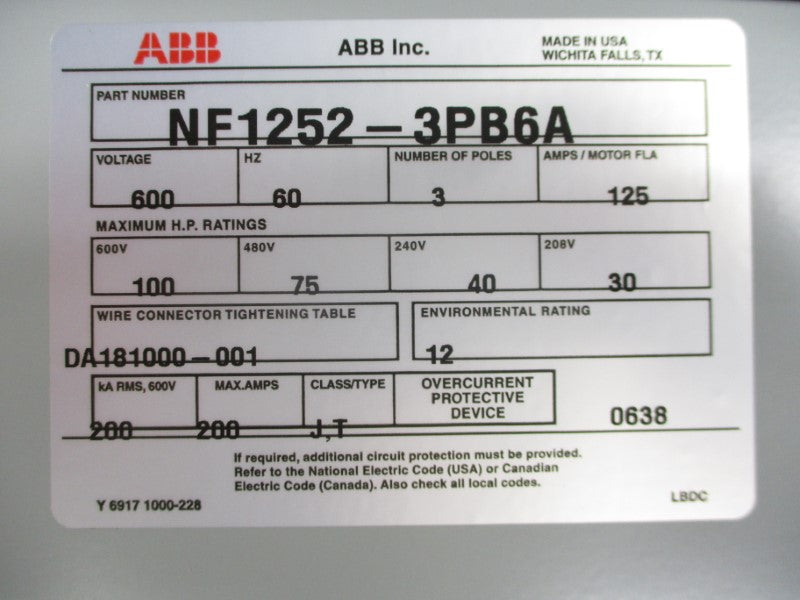 ABB ABB Inc. MADE IN USA
WICHITA FALLS, TX
PART NUMBER
NF1252-3PB6A
VOLTAGE HZ NUMBER OF POLES AMPS / MOTOR FLA
600 60 3 125
MAXIMUM H.P. RATINGS
600V 480V 240V 208V
100 75 40 30
WIRE CONNECTOR TIGHTENING TABLE ENVIRONMENTAL RATING
DA181000-001 12
kA RMS, 600V MAX.AMPS CLASS/TYPE OVERCURRENT
PROTECTIVE
DEVICE
200 200 J,T 0638
If required, additional circuit protection must be provided.
Refer to the National Electric Code (USA) or Canadian
Electric Code (Canada). Also check all local codes.
Y 6917 1000-228 LBDC